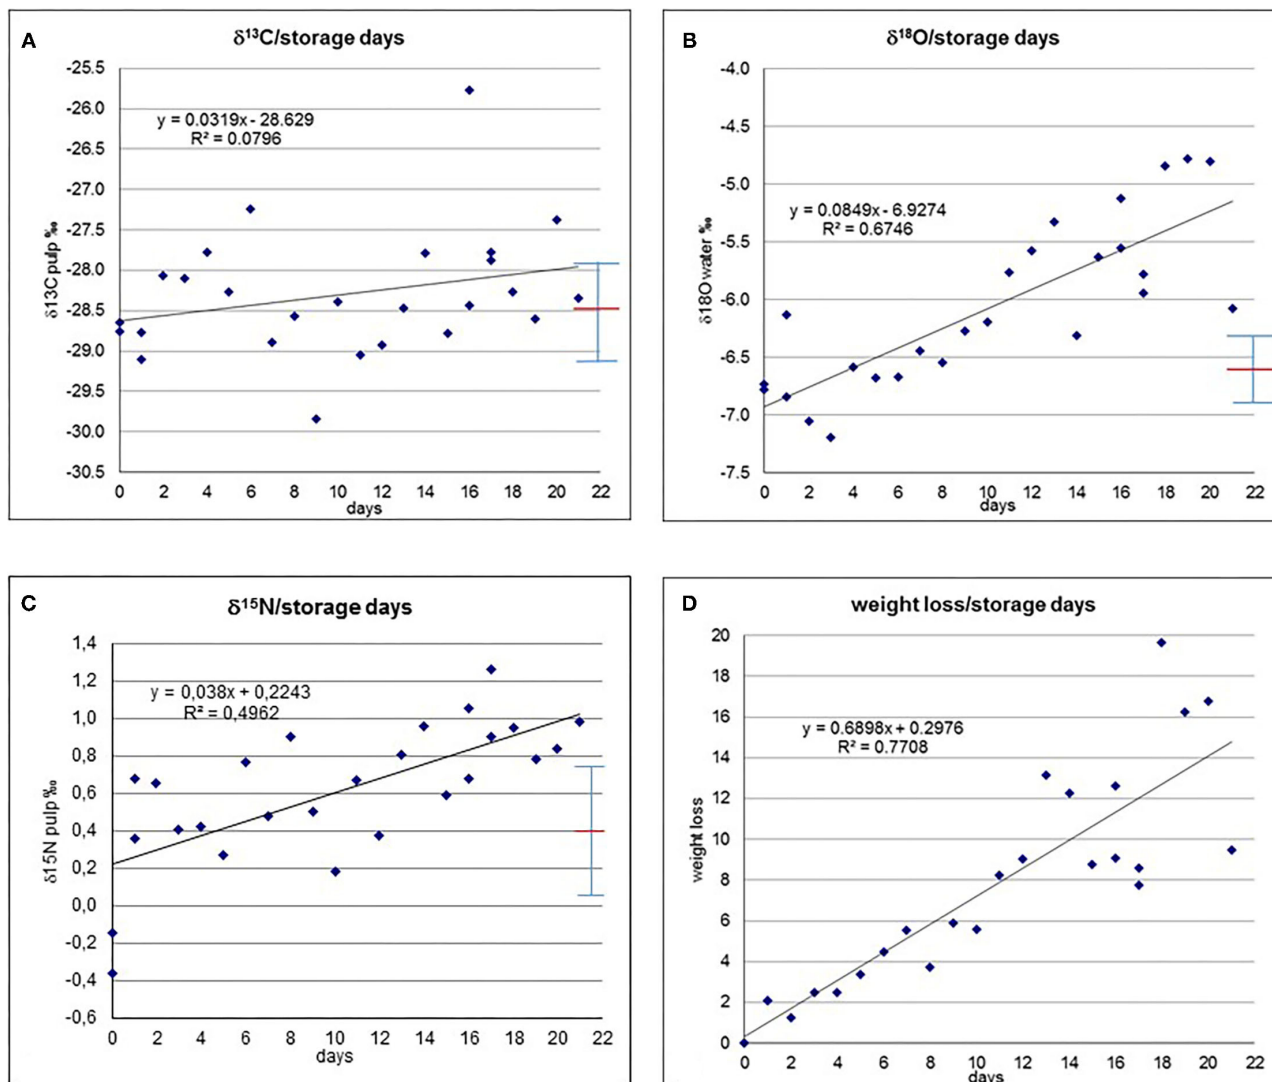 A
δ¹³C/storage days
-25.5
-26.0
-26.5
-27.0
-27.5
-28.0
-28.5
-29.0
-29.5
-30.0
-30.5
y = 0.0319x - 28.629
R² = 0.0796
δ13C pulp ‰
0 2 4 6 8 10 12 14 16 18 20 22
days
B
δ¹⁸O/storage days
-4.0
-4.5
-5.0
-5.5
-6.0
-6.5
-7.0
-7.5
y = 0.0849x - 6.9274
R² = 0.6746
δ18O water ‰
0 2 4 6 8 10 12 14 16 18 20 22
days
C
δ¹⁵N/storage days
1,4
1,2
1,0
0,8
0,6
0,4
0,2
0,0
-0,2
-0,4
-0,6
y = 0,038x + 0,2243
R² = 0,4962
δ15N pulp ‰
0 2 4 6 8 10 12 14 16 18 20 22
days
D
weight loss/storage days
20
18
16
14
12
10
8
6
4
2
0
y = 0.6898x + 0.2976
R² = 0.7708
weight loss
0 2 4 6 8 10 12 14 16 18 20 22
days